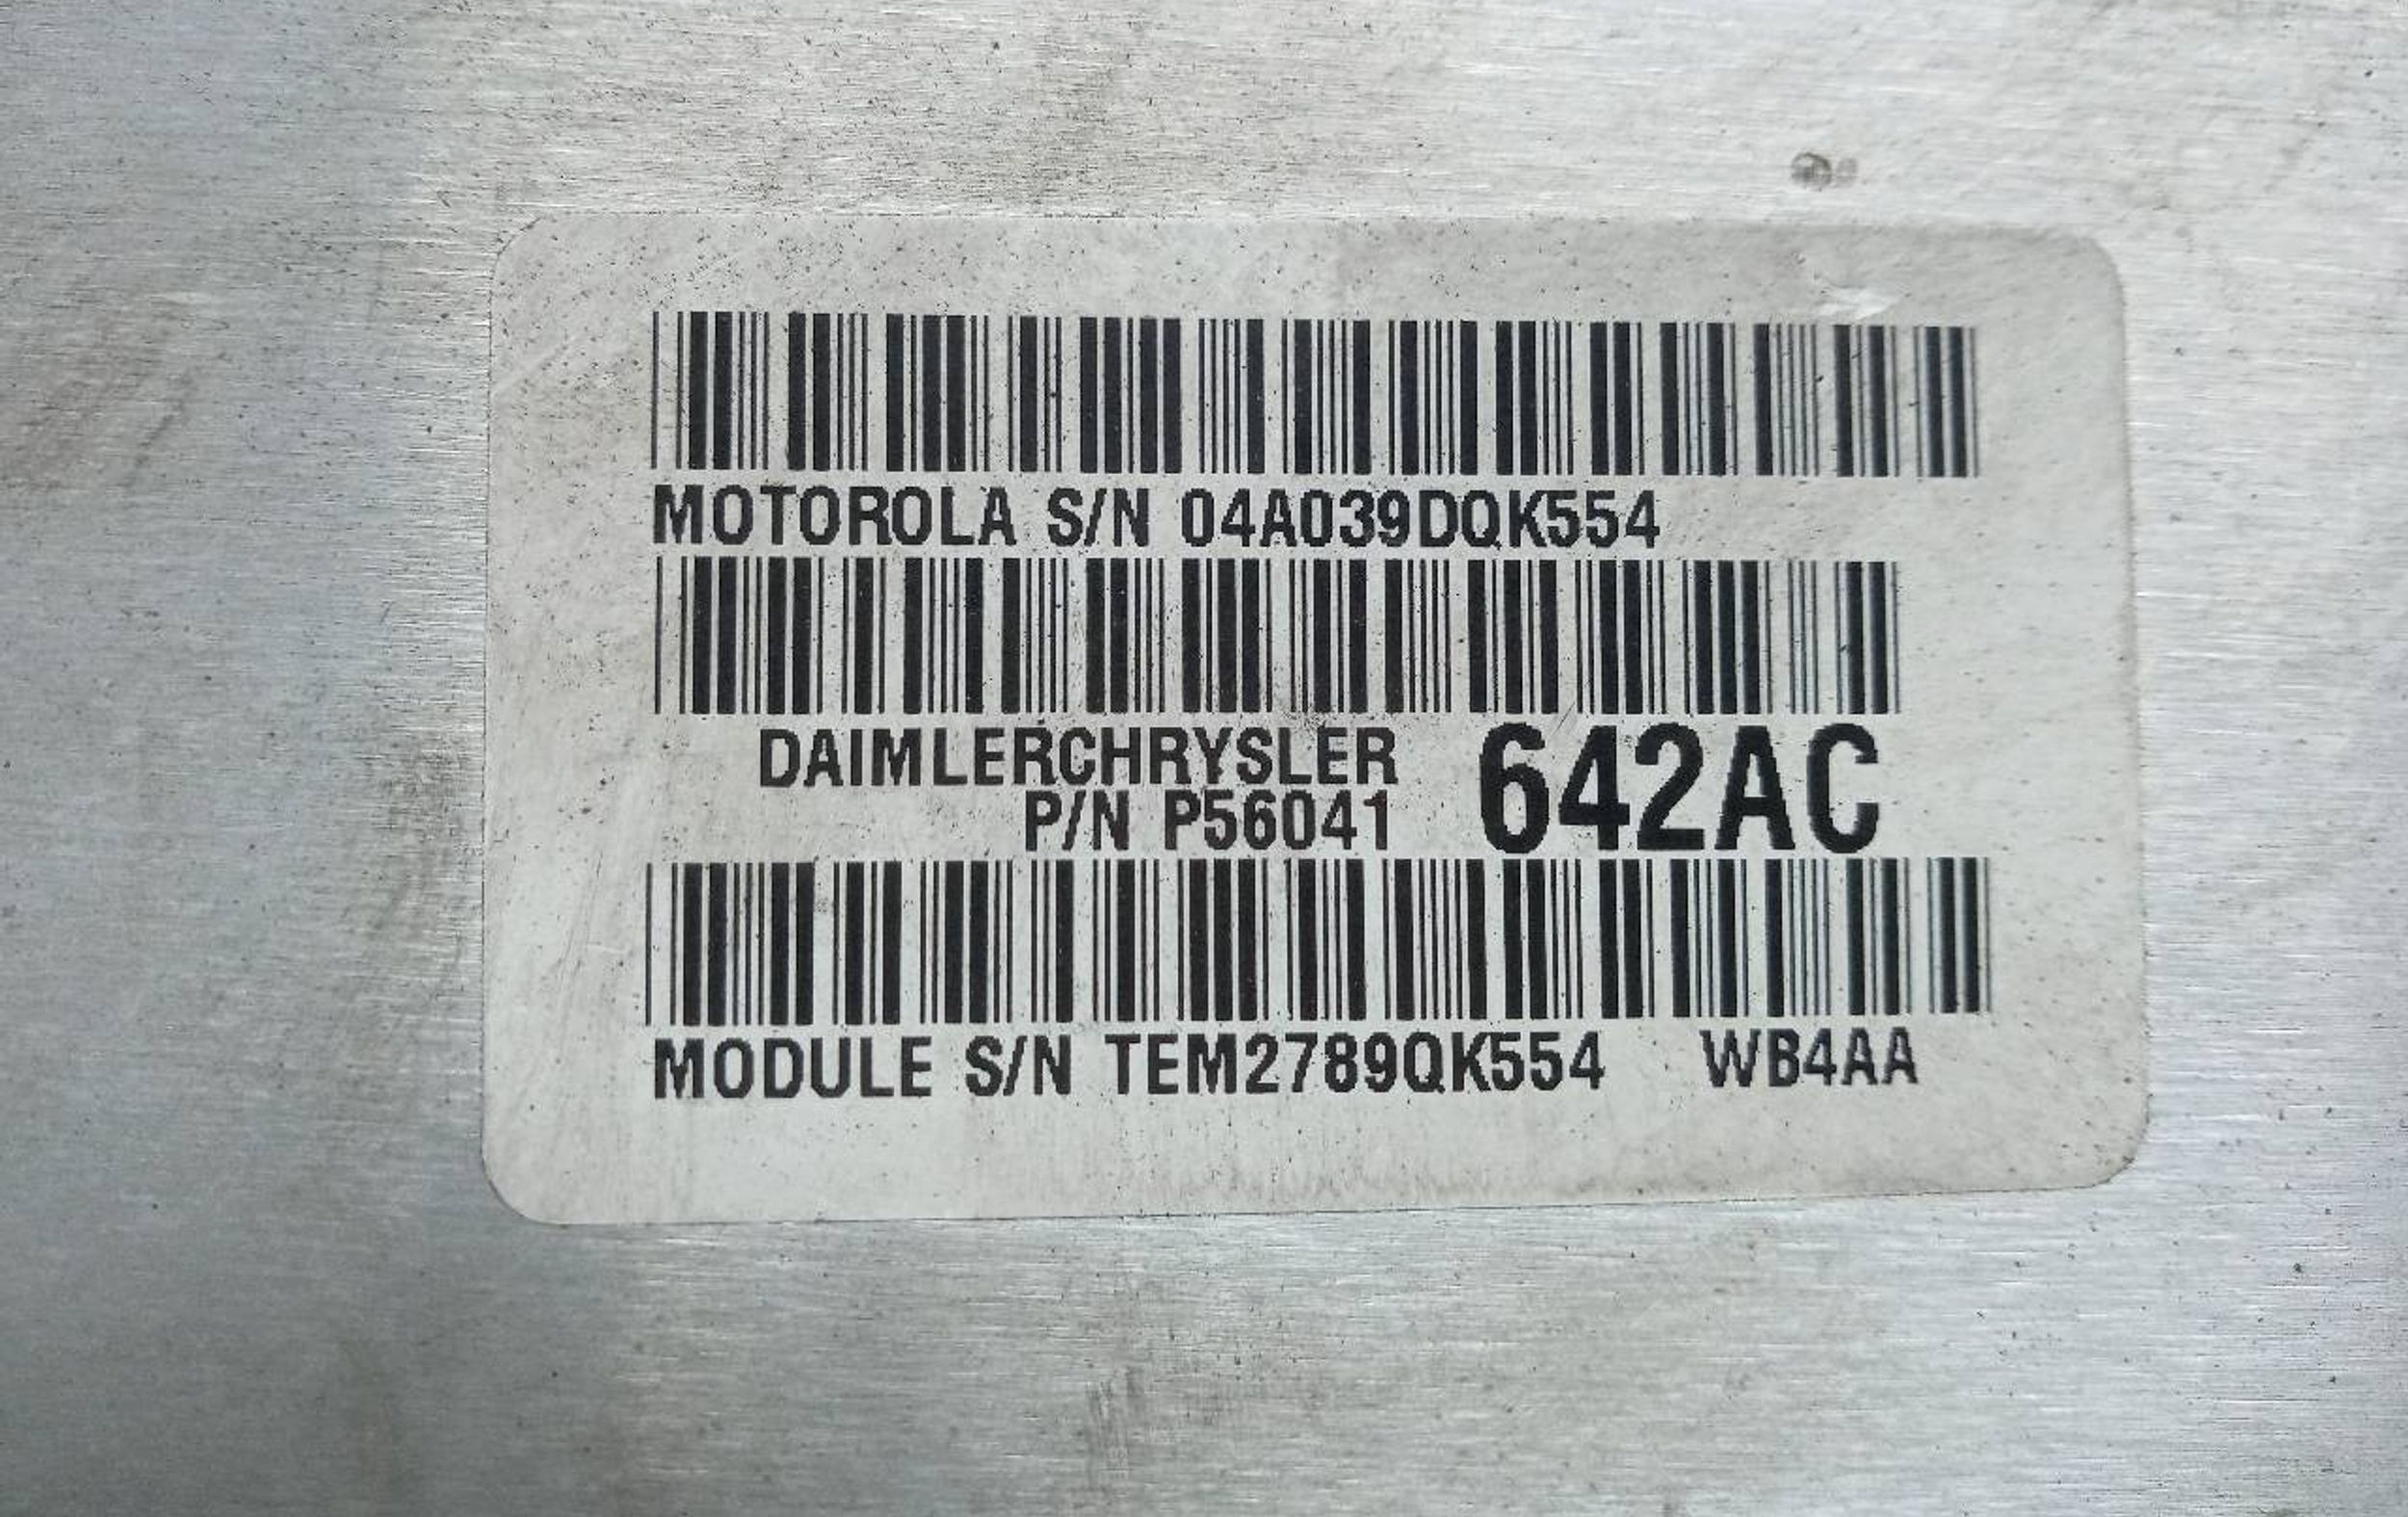 MOTOROLA S/N 04A039DQK554
DAIMLERCHRYSLER 642AC
P/N P56041
MODULE S/N TEM2789QK554 WB4AA